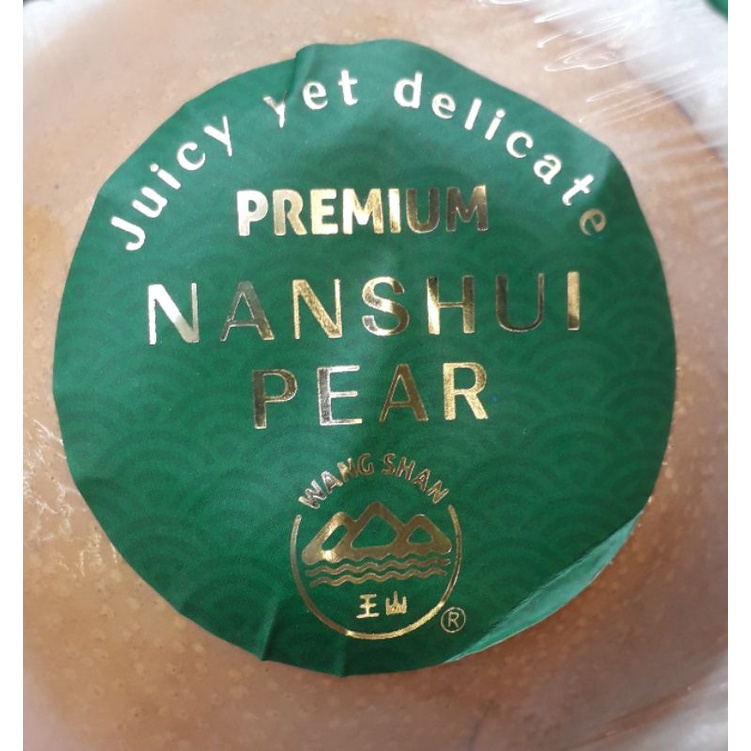 Juicy yet delicate
PREMIUM
NANSHUI
PEAR
WANG SHAN
王山
®